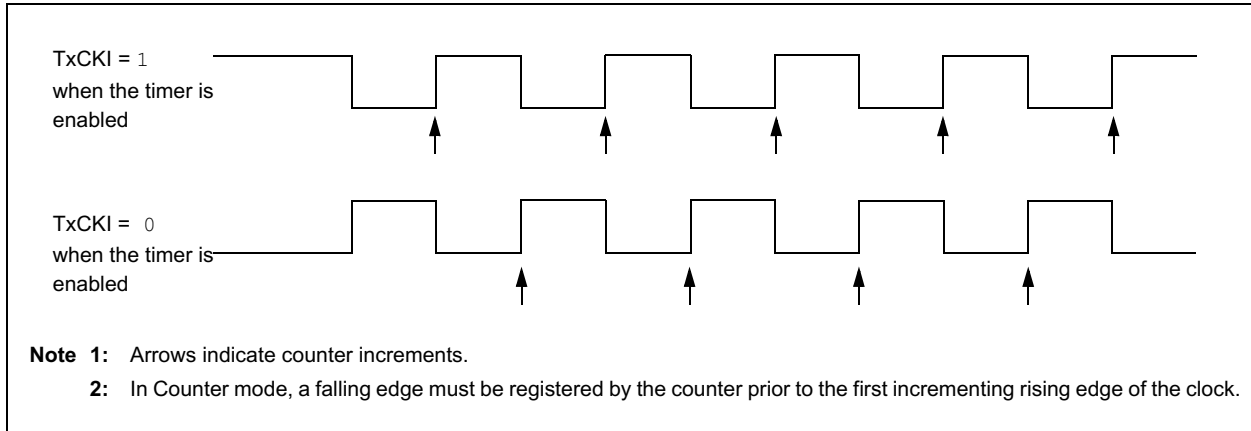 TxCKI = 1
when the timer is
enabled
TxCKI = 0
when the timer is
enabled
Note 1: Arrows indicate counter increments.
2: In Counter mode, a falling edge must be registered by the counter prior to the first incrementing rising edge of the clock.